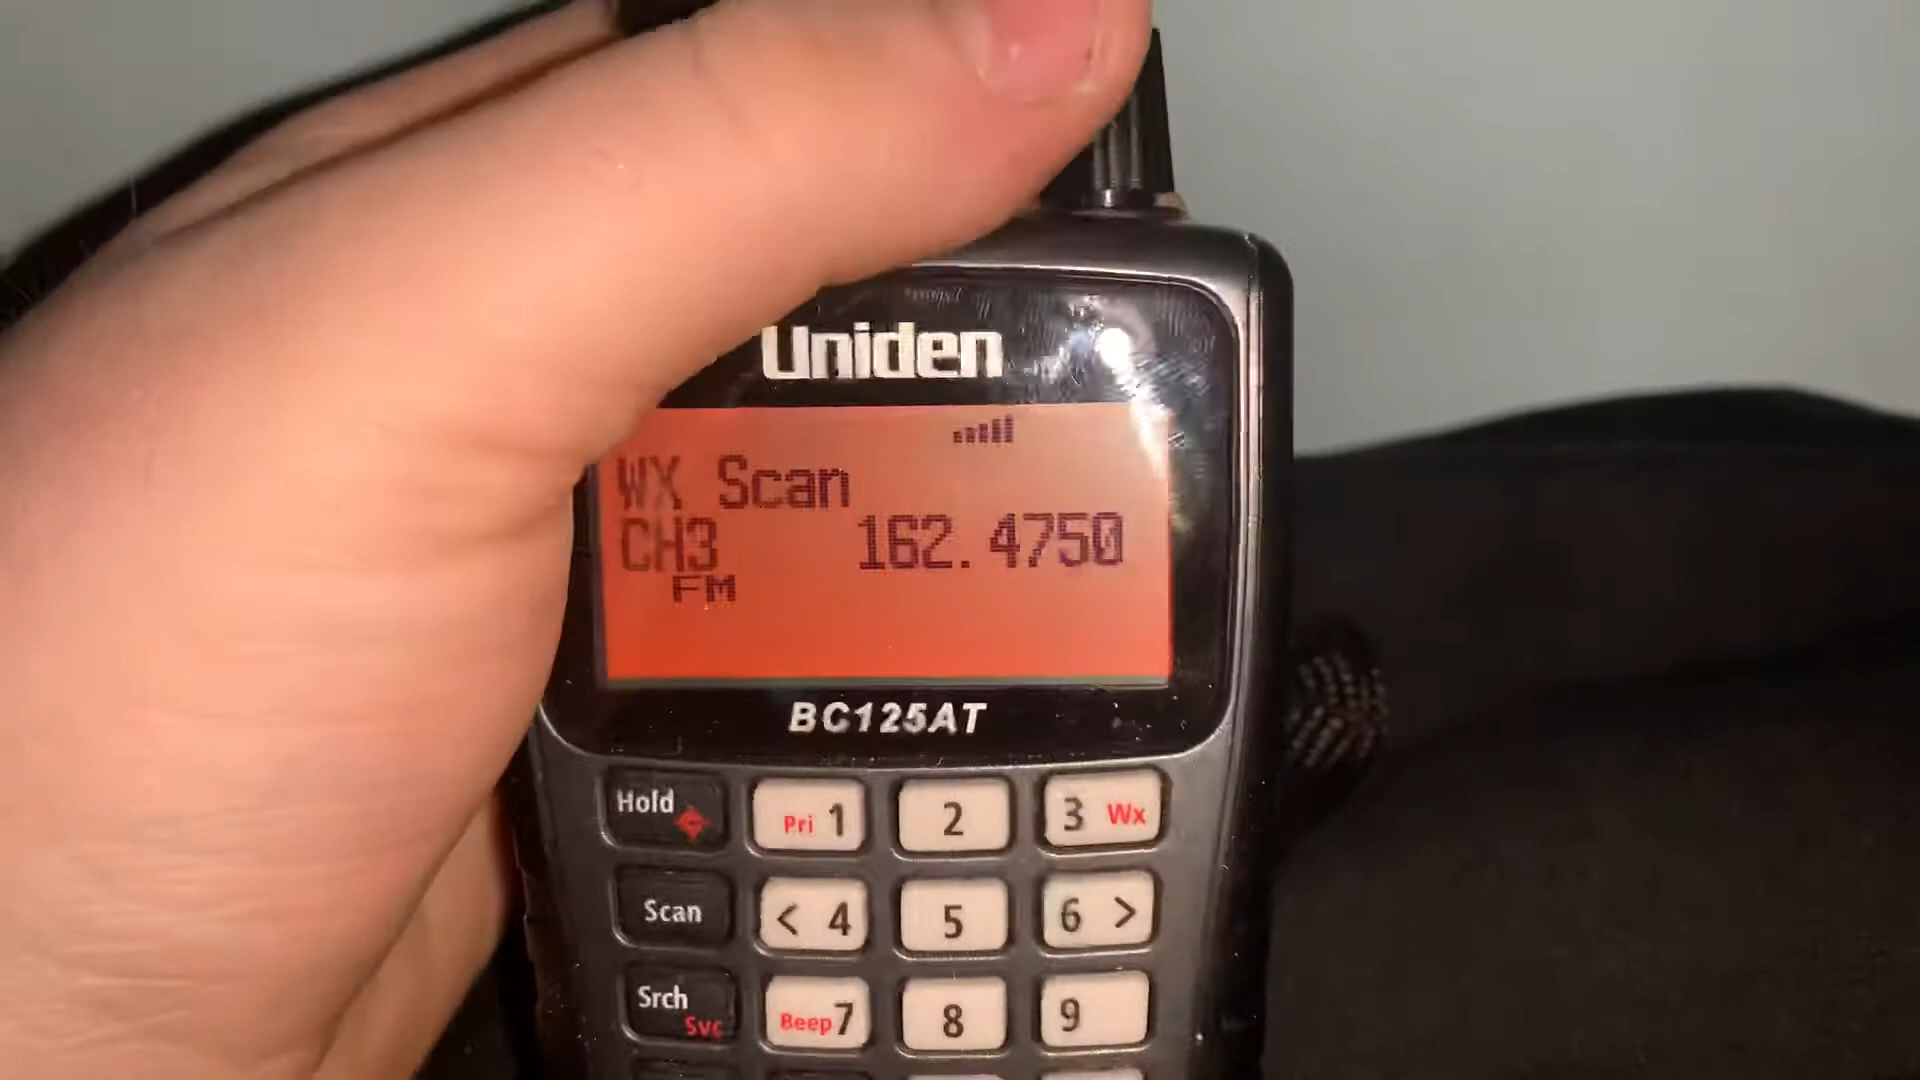 Uniden
WX Scan
CH3 162.4750
FM
BC125AT
Hold Pri 1 2 3 Wx
Scan < 4 5 6 >
Srch Svc Beep 7 8 9